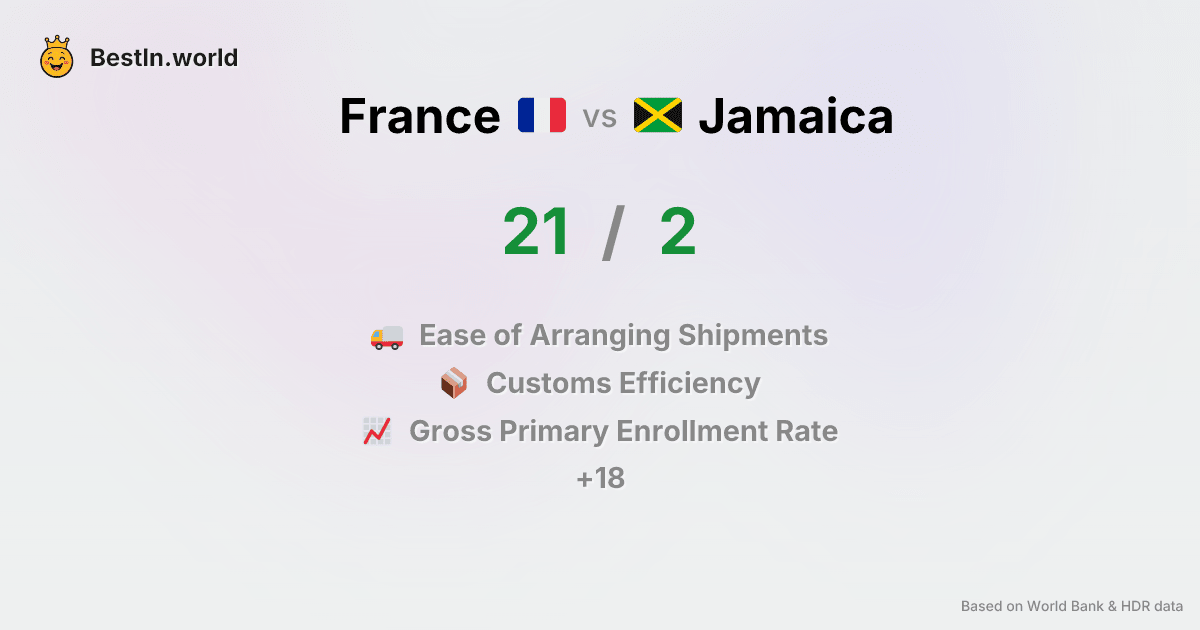 BestIn.world
France vs Jamaica
21 / 2
Ease of Arranging Shipments
Customs Efficiency
Gross Primary Enrollment Rate
+18
Based on World Bank & HDR data